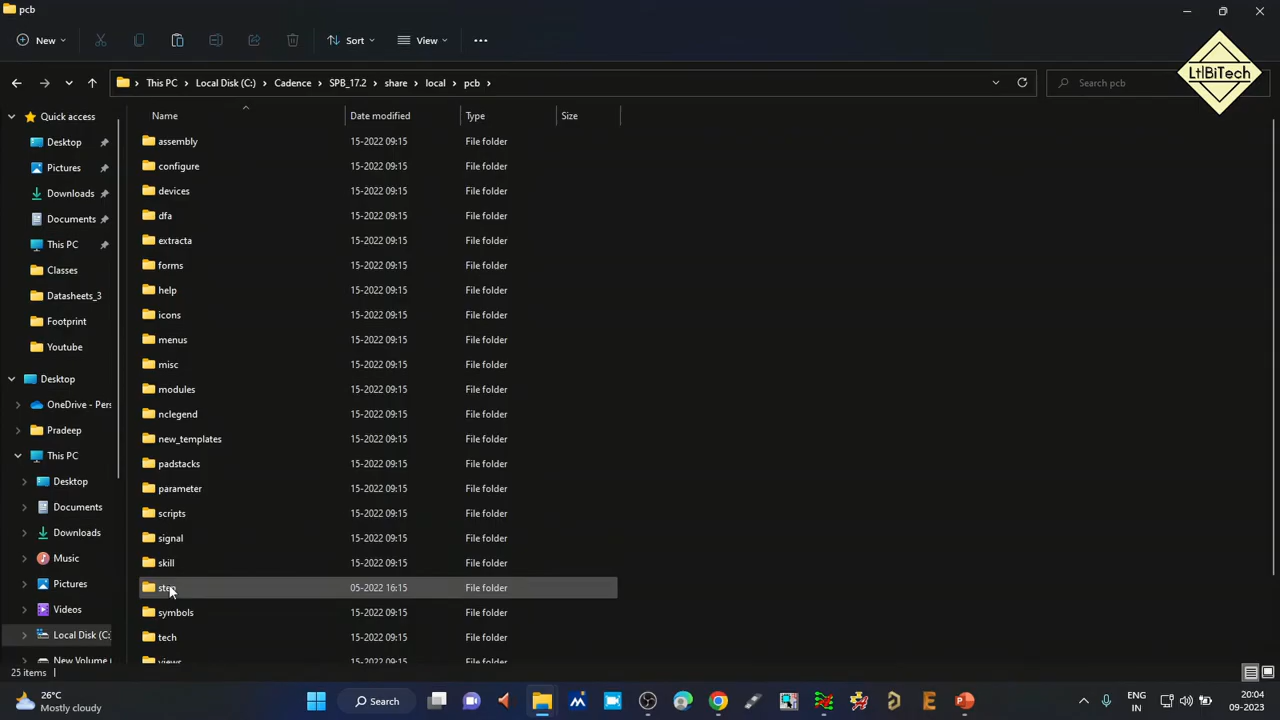 pcb
New
Sort
View
This PC
Local Disk (C:)
Cadence
SPB_17.2
share
local
pcb
Search pcb
LtlBiTech
Name
Date modified
Type
Size
Quick access
Desktop
Pictures
Downloads
Documents
This PC
Classes
Datasheets_3
Footprint
Youtube
Desktop
OneDrive - Pers
Pradeep
This PC
Desktop
Documents
Downloads
Music
Pictures
Videos
Local Disk (C:
New Volume
assembly 15-2022 09:15 File folder
configure 15-2022 09:15 File folder
devices 15-2022 09:15 File folder
dfa 15-2022 09:15 File folder
extracta 15-2022 09:15 File folder
forms 15-2022 09:15 File folder
help 15-2022 09:15 File folder
icons 15-2022 09:15 File folder
menus 15-2022 09:15 File folder
misc 15-2022 09:15 File folder
modules 15-2022 09:15 File folder
nclegend 15-2022 09:15 File folder
new_templates 15-2022 09:15 File folder
padstacks 15-2022 09:15 File folder
parameter 15-2022 09:15 File folder
scripts 15-2022 09:15 File folder
signal 15-2022 09:15 File folder
skill 15-2022 09:15 File folder
step 05-2022 16:15 File folder
symbols 15-2022 09:15 File folder
tech 15-2022 09:15 File folder
views 15-2022 09:15 File folder
25 items
26°C
Mostly cloudy
Search
ENG
IN
20:04
09-2023